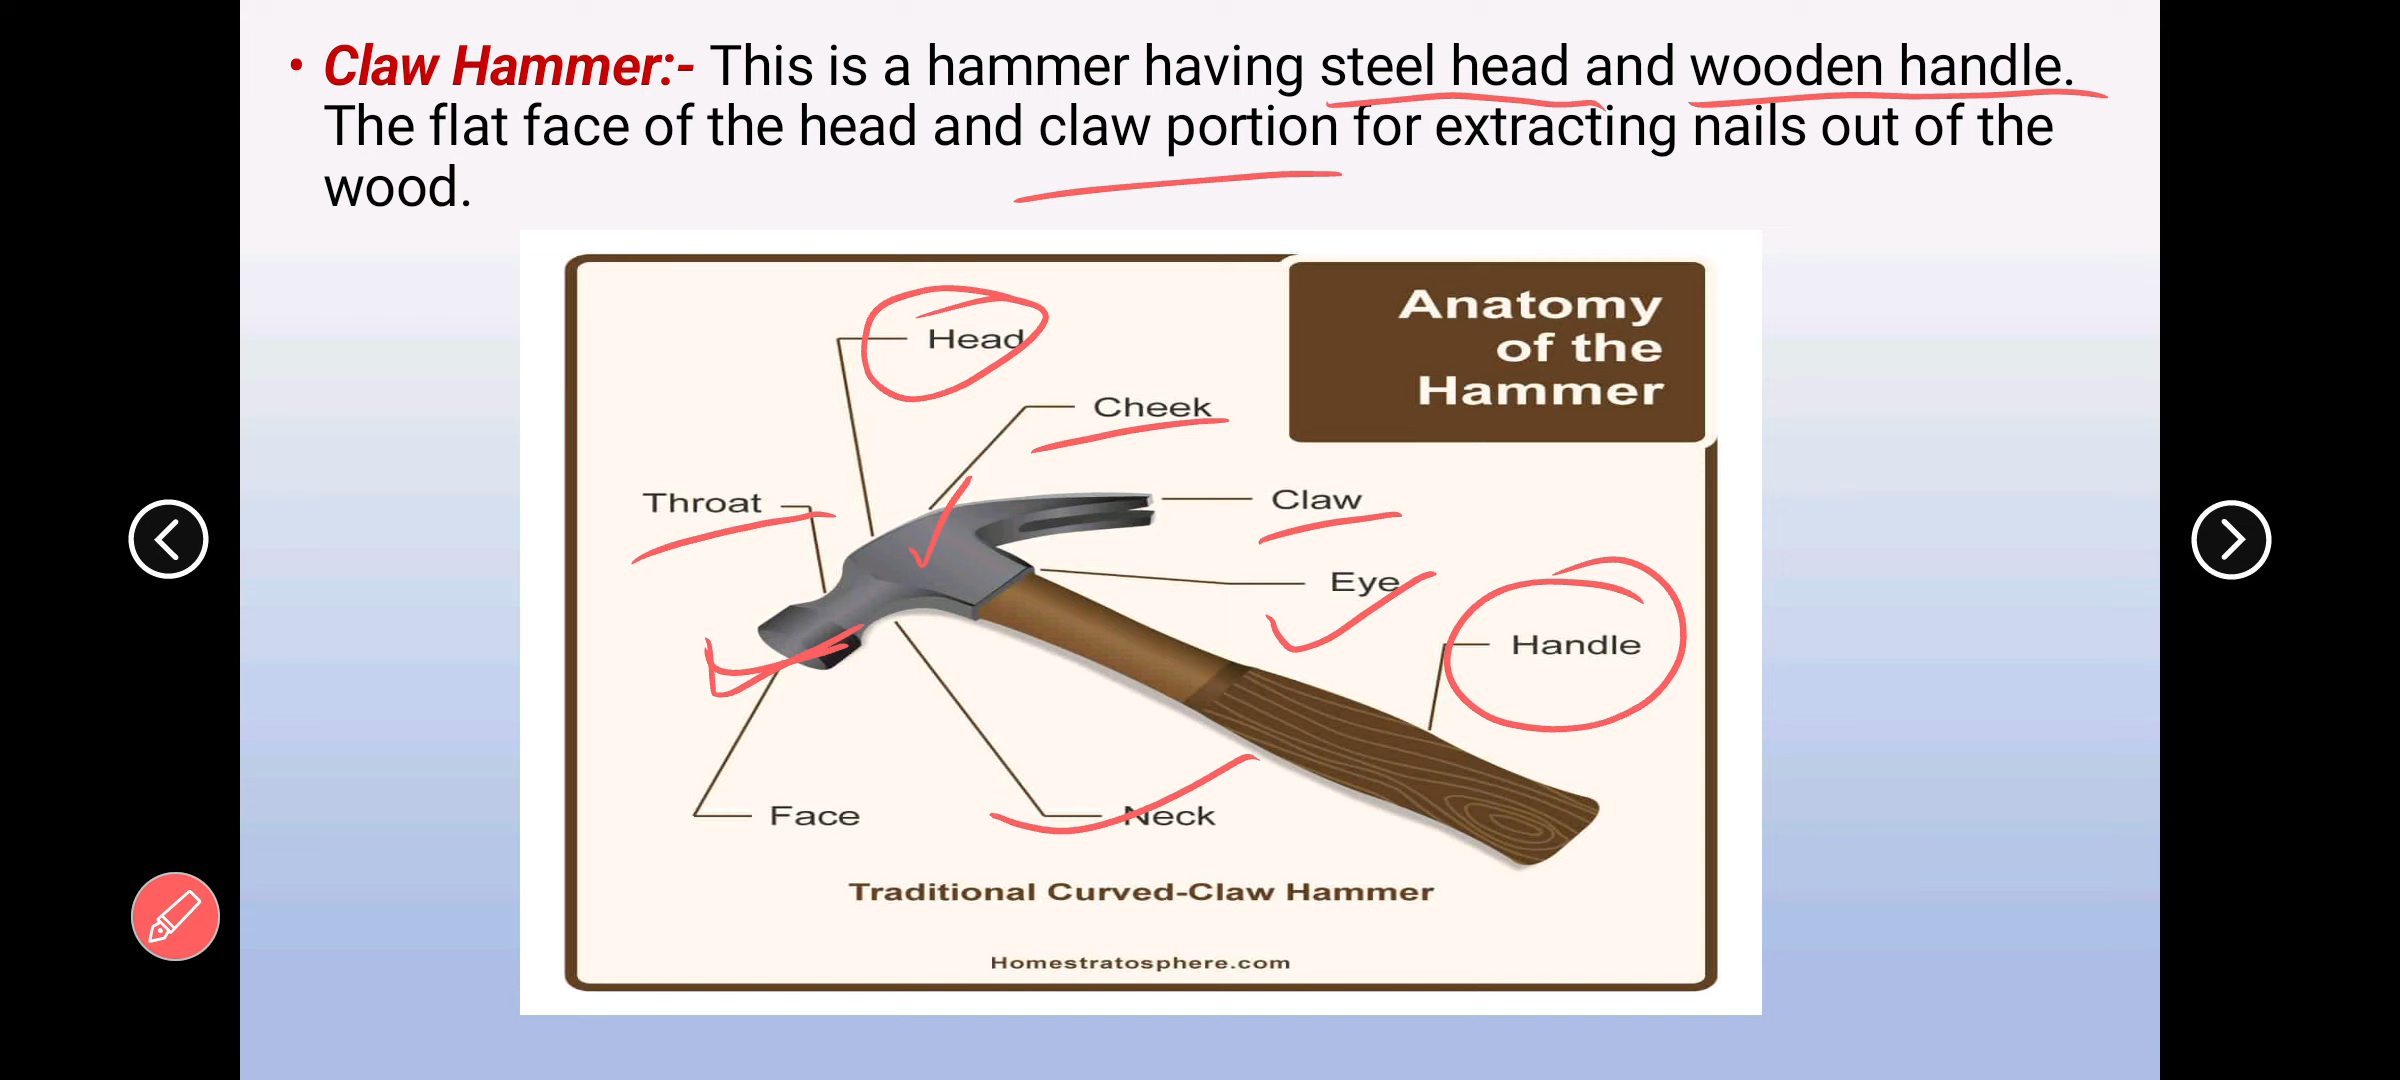 • Claw Hammer:- This is a hammer having steel head and wooden handle.
The flat face of the head and claw portion for extracting nails out of the
wood.
Anatomy
of the
Hammer
Head
Cheek
Throat
Claw
Eye
Handle
Face
Neck
Traditional Curved-Claw Hammer
Homestratosphere.com